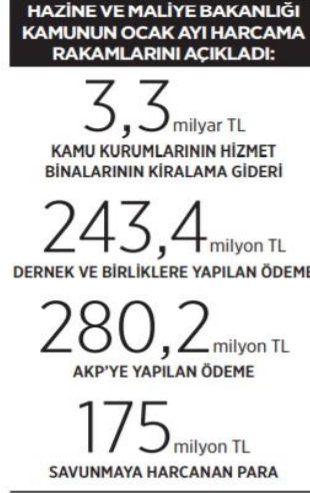 HAZİNE VE MALİYE BAKANLIĞI
KAMUNUN OCAK AYI HARCAMA
RAKAMLARINI AÇIKLADI:
3,3 milyar TL
KAMU KURUMLARININ HİZMET
BİNALARININ KİRALAMA GİDERİ
243,4 milyon TL
DERNEK VE BİRLİKLERE YAPILAN ÖDEME
280,2 milyon TL
AKP'YE YAPILAN ÖDEME
175 milyon TL
SAVUNMAYA HARCANAN PARA